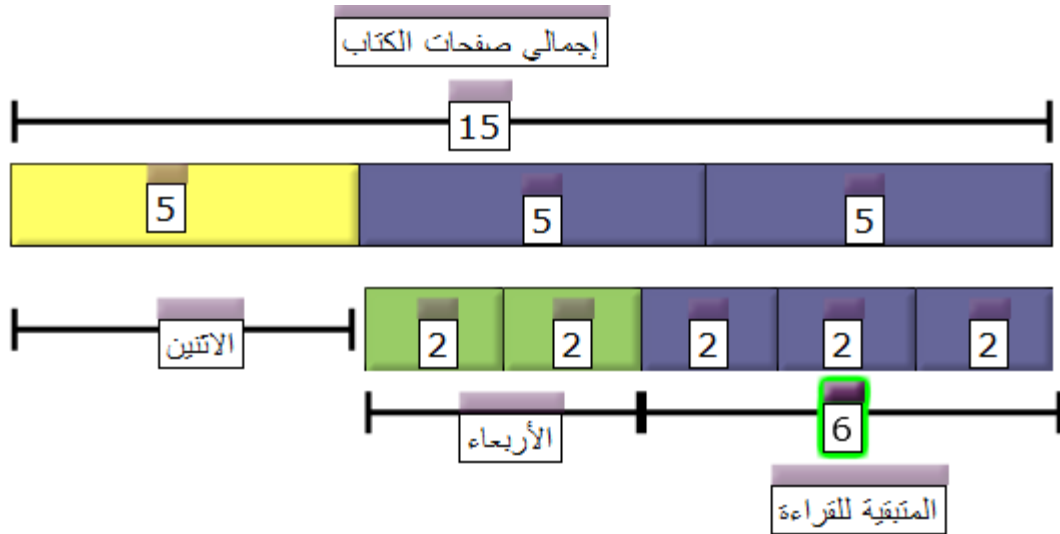 إجمالي صفحات الكتاب
15
5 5 5
2 2 2 2 2
الاثنين
الأربعاء
6
المتبقية للقراءة